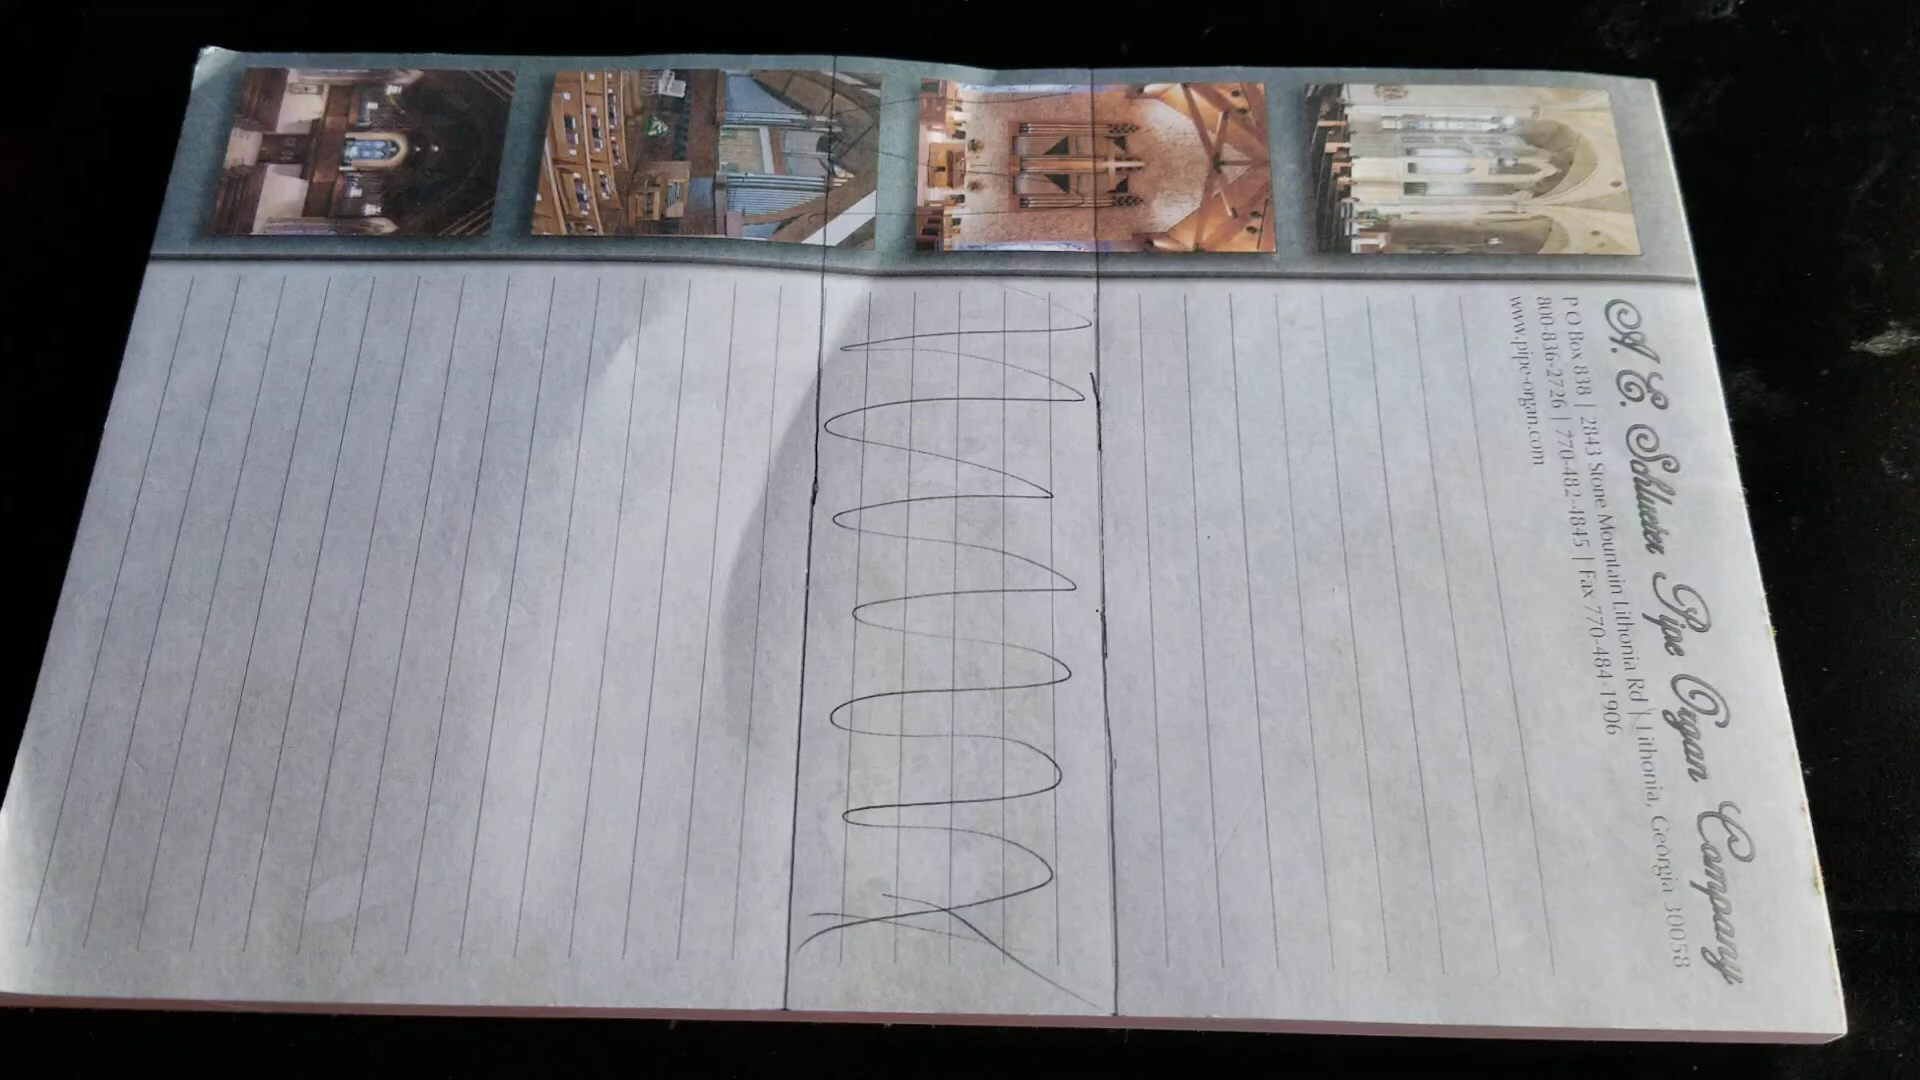 A. E. Schlueter Pipe Organ Company
P O Box 838 | 2843 Stone Mountain Lithonia Rd | Lithonia, Georgia 30058
800-836-2726 | 770-482-4845 | Fax 770-484-1906
www.pipe-organ.com